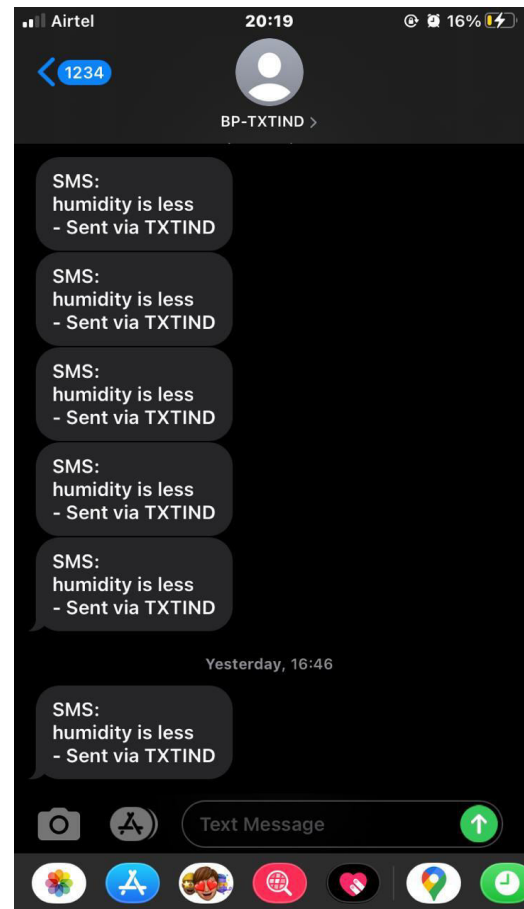 Airtel 20:19 16%
1234
BP-TXTIND >
SMS:
humidity is less
- Sent via TXTIND
SMS:
humidity is less
- Sent via TXTIND
SMS:
humidity is less
- Sent via TXTIND
SMS:
humidity is less
- Sent via TXTIND
SMS:
humidity is less
- Sent via TXTIND
Yesterday, 16:46
SMS:
humidity is less
- Sent via TXTIND
Text Message